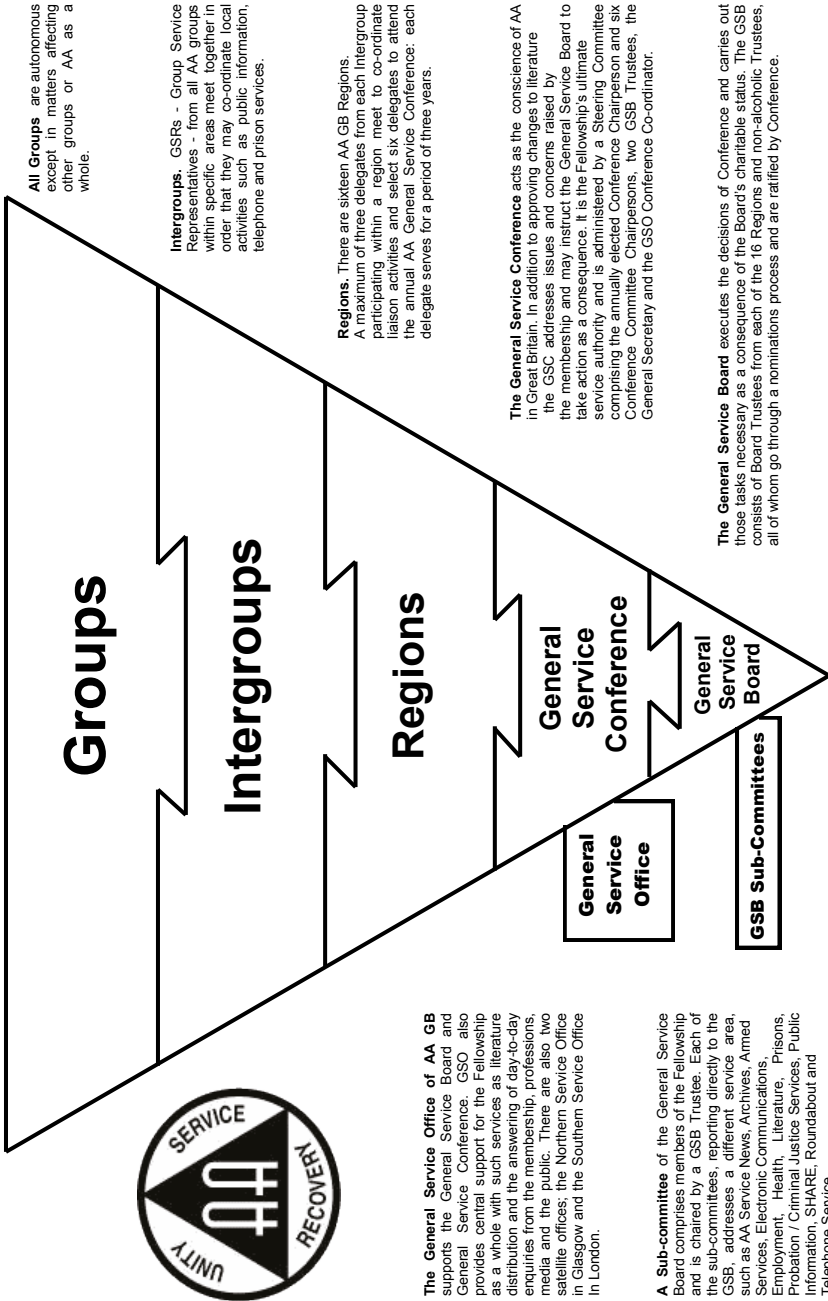 All Groups are autonomous
except in matters affecting
other groups or AA as a
whole.
Groups
Intergroups. GSRs - Group Service
Representatives - from all AA groups
within specific areas meet together in
order that they may co-ordinate local
activities such as public information,
telephone and prison services.
Intergroups
UNITY
SERVICE
RECOVERY
Regions. There are sixteen AA GB Regions.
A maximum of three delegates from each Intergroup
participating within a region meet to co-ordinate
liaison activities and select six delegates to attend
the annual AA General Service Conference: each
delegate serves for a period of three years.
Regions
The General Service Office of AA GB
supports the General Service Board and
General Service Conference. GSO also
provides central support for the Fellowship
as a whole with such services as literature
distribution and the answering of day-to-day
enquiries from the membership, professions,
media and the public. There are also two
satellite offices; the Northern Service Office
in Glasgow and the Southern Service Office
In London.
General
Service
Office
General
Service
Conference
The General Service Conference acts as the conscience of AA
in Great Britain. In addition to approving changes to literature
the GSC addresses issues and concerns raised by
the membership and may instruct the General Service Board to
take action as a consequence. It is the Fellowship's ultimate
service authority and is administered by a Steering Committee
comprising the annually elected Conference Chairperson and six
Conference Committee Chairpersons, two GSB Trustees, the
General Secretary and the GSO Conference Co-ordinator.
A Sub-committee of the General Service
Board comprises members of the Fellowship
and is chaired by a GSB Trustee. Each of
the sub-committees, reporting directly to the
GSB, addresses a different service area,
such as AA Service News, Archives, Armed
Services, Electronic Communications,
Employment, Health, Literature, Prisons,
Probation / Criminal Justice Services, Public
Information, SHARE, Roundabout and
Telephone Service
GSB Sub-Committees
General
Service
Board
The General Service Board executes the decisions of Conference and carries out
those tasks necessary as a consequence of the Board's charitable status. The GSB
consists of Board Trustees from each of the 16 Regions and non-alcoholic Trustees,
all of whom go through a nominations process and are ratified by Conference.